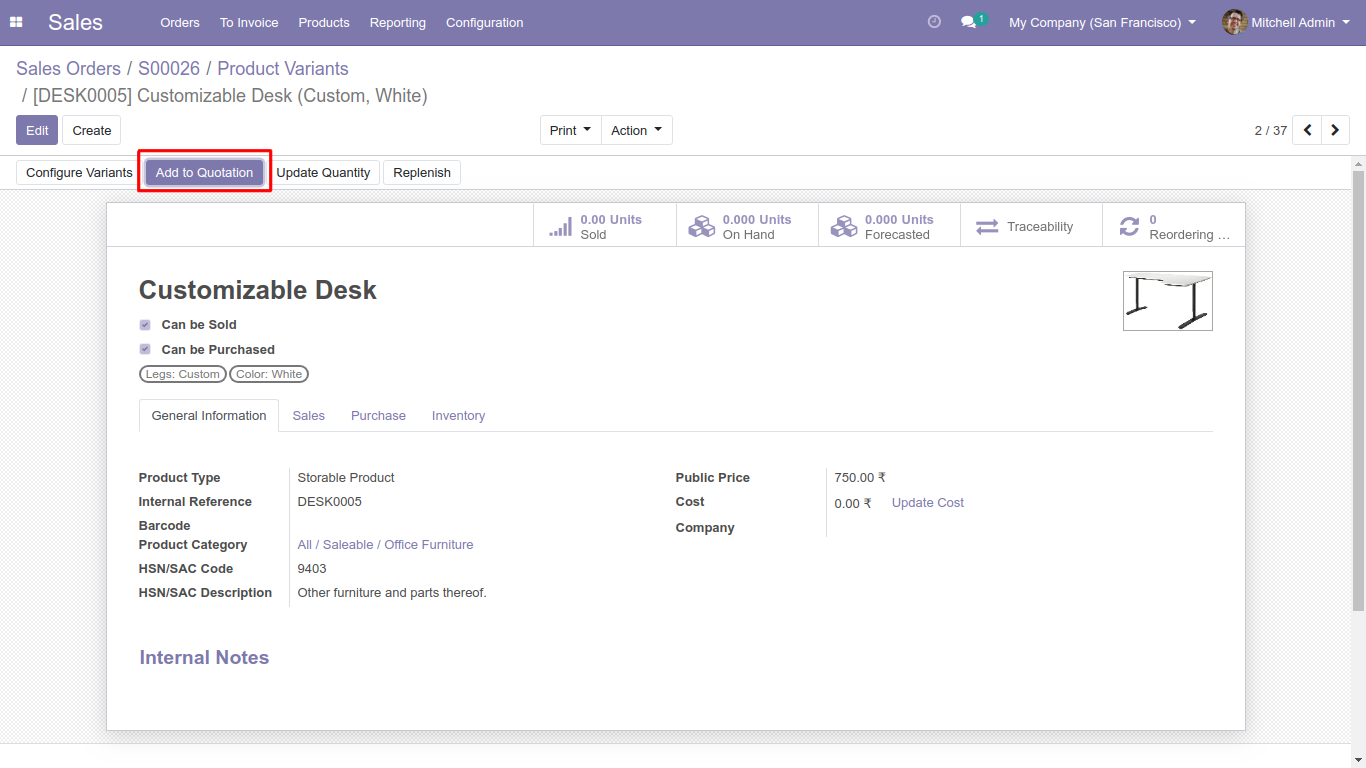 Sales Orders To Invoice Products Reporting Configuration 1 My Company (San Francisco) Mitchell Admin
Sales Orders / S00026 / Product Variants
/ [DESK0005] Customizable Desk (Custom, White)
Edit Create Print Action 2 / 37
Configure Variants Add to Quotation Update Quantity Replenish
0.00 Units 0.000 Units 0.000 Units 0
Sold On Hand Forecasted Traceability Reordering ...
Customizable Desk
Can be Sold
Can be Purchased
Legs: Custom Color: White
General Information Sales Purchase Inventory
Product Type Storable Product Public Price 750.00 ₹
Internal Reference DESK0005 Cost 0.00 ₹ Update Cost
Barcode Company
Product Category All / Saleable / Office Furniture
HSN/SAC Code 9403
HSN/SAC Description Other furniture and parts thereof.
Internal Notes